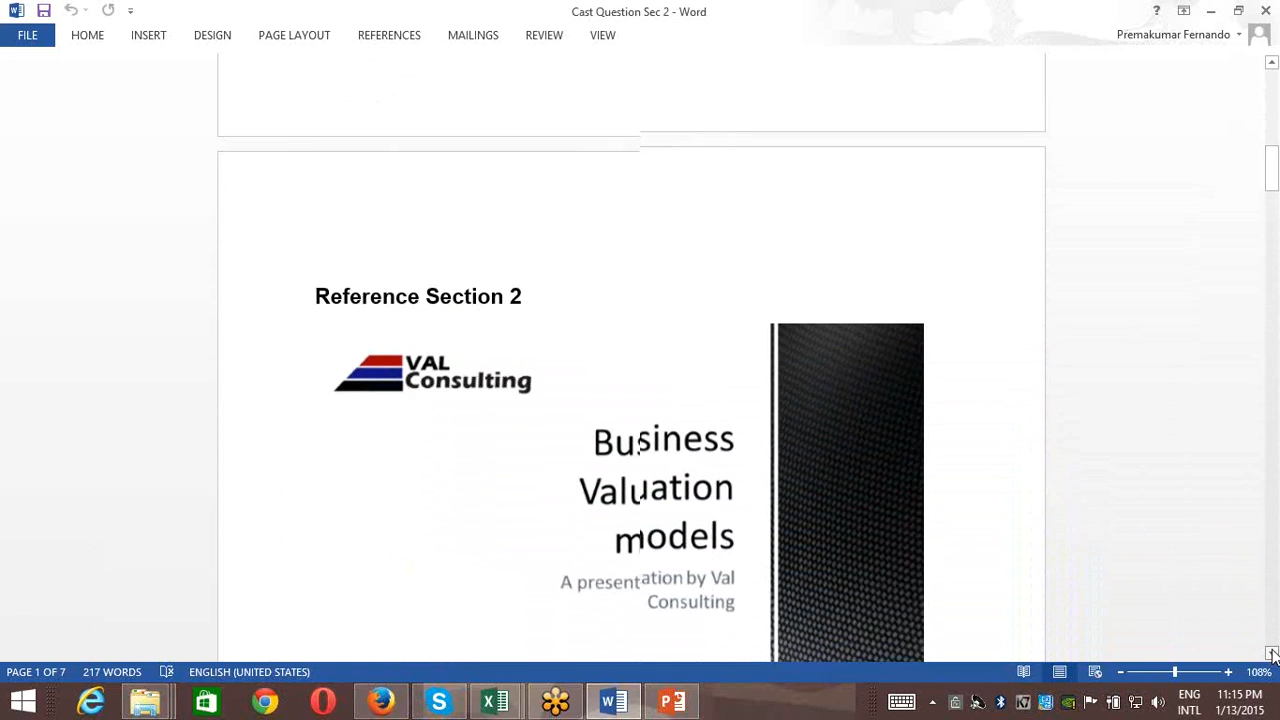 Cast Question Sec 2 - Word
FILE HOME INSERT DESIGN PAGE LAYOUT REFERENCES MAILINGS REVIEW VIEW Premakumar Fernando
Reference Section 2
VAL
Consulting
Business
Valuation
models
A presentation by Val
Consulting
PAGE 1 OF 7 217 WORDS ENGLISH (UNITED STATES) 108%
ENG 11:15 PM
INTL 1/13/2015